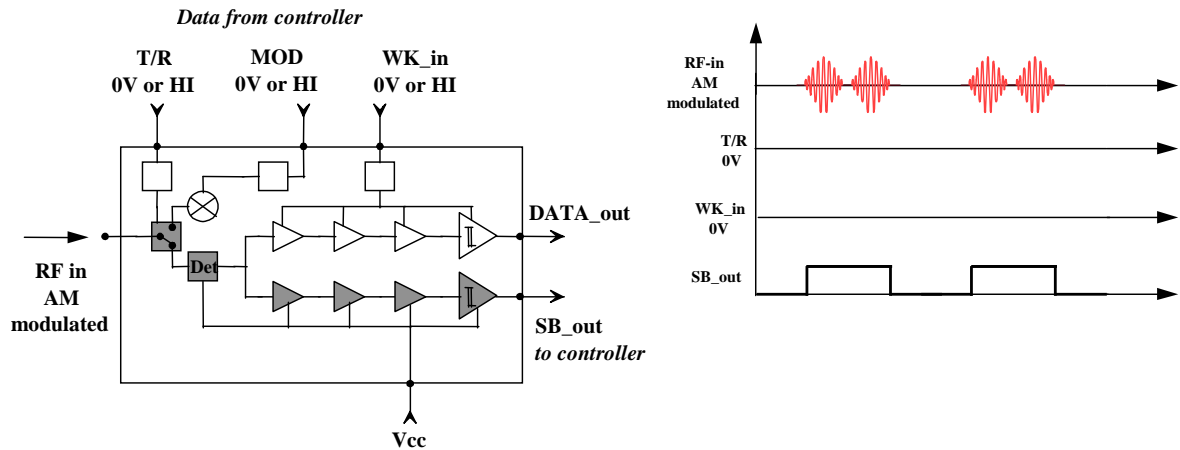 Data from controller
T/R
0V or HI
MOD
0V or HI
WK_in
0V or HI
DATA_out
RF in
AM
modulated
Det
SB_out
to controller
Vcc
RF-in
AM
modulated
T/R
0V
WK_in
0V
SB_out